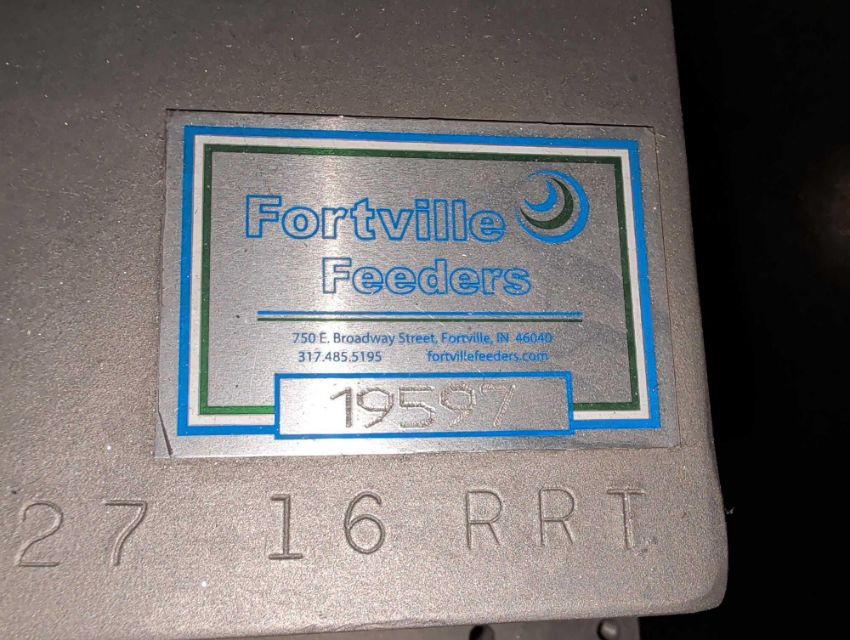 Fortville
Feeders
750 E. Broadway Street, Fortville, IN 46040
317.485.5195 fortvillefeeders.com
19597
27 16 RRT